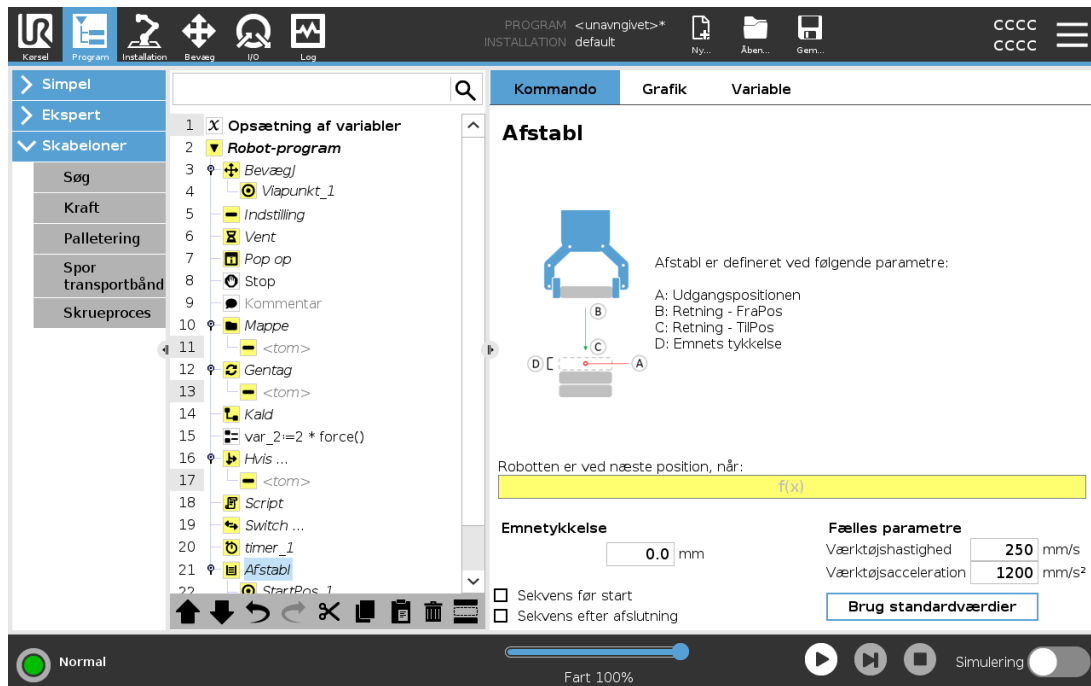 PROGRAM <unavngivet>*
INSTALLATION default
CCCC
CCCC
UR
Kørsel
Program
Installation
Bevæg
I/O
Log
Ny...
Åben...
Gem...
Simpel
Ekspert
Skabeloner
Søg
Kraft
Palletering
Spor
transportbånd
Skrueproces
1 X Opsætning af variabler
2 Robot-program
3 BevægJ
4 Viapunkt_1
5 Indstilling
6 Vent
7 Pop op
8 Stop
9 Kommentar
10 Mappe
11 <tom>
12 Gentag
13 <tom>
14 Kald
15 var_2:=2 * force()
16 Hvis ...
17 <tom>
18 Script
19 Switch ...
20 timer_1
21 Afstabl
22 StartPos_1
Kommando
Grafik
Variable
Afstabl
B
C
D
A
Afstabl er defineret ved følgende parametre:
A: Udgangspositionen
B: Retning - FraPos
C: Retning - TilPos
D: Emnets tykkelse
Robotten er ved næste position, når:
f(x)
Emnetykkelse
0.0 mm
Sekvens før start
Sekvens efter afslutning
Fælles parametre
Værktøjshastighed 250 mm/s
Værktøjsacceleration 1200 mm/s²
Brug standardværdier
Normal
Fart 100%
Simulering